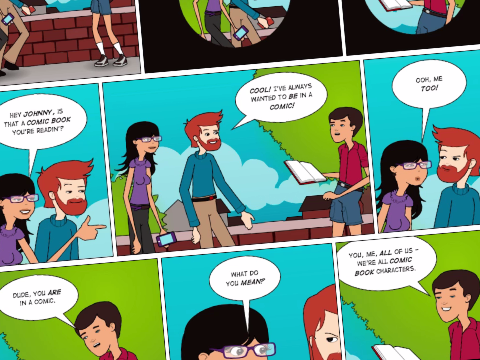 HEY JOHNNY, IS
THAT A COMIC BOOK
YOU'RE READIN'?
COOL! I'VE ALWAYS
WANTED TO BE IN A
COMIC!
OOH, ME
TOO!
DUDE, YOU ARE
IN A COMIC.
WHAT DO
YOU MEAN?
YOU, ME, ALL OF US –
WE'RE ALL COMIC
BOOK CHARACTERS.